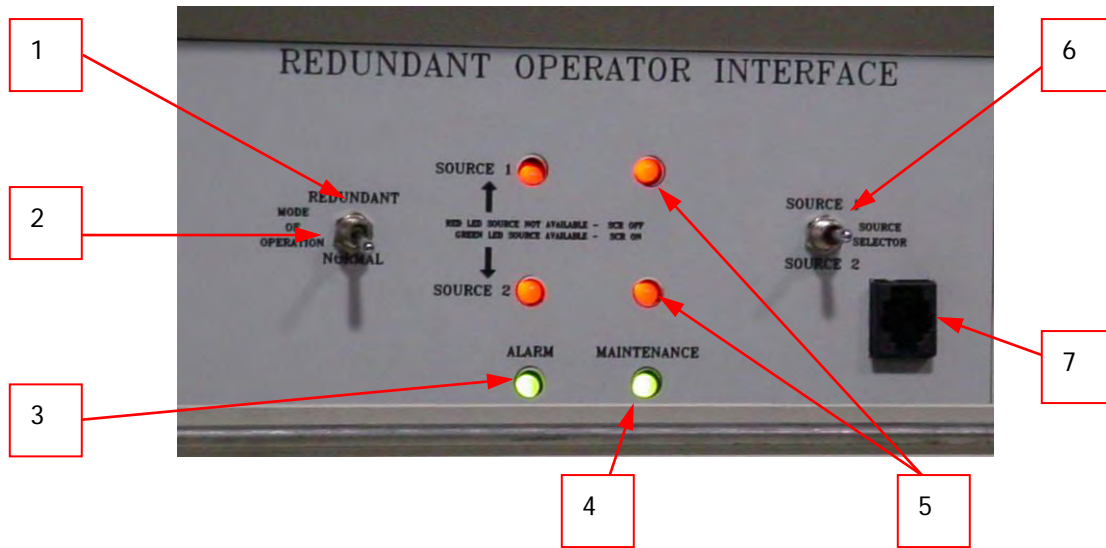 1
6
REDUNDANT OPERATOR INTERFACE
SOURCE 1
2
REDUNDANT
SOURCE
MODE
OF
OPERATION
RED LED SOURCE NOT AVAILABLE - SCR OFF
GREEN LED SOURCE AVAILABLE - SCR ON
SOURCE
SELECTOR
NORMAL
SOURCE 2
SOURCE 2
7
ALARM
MAINTENANCE
3
4
5